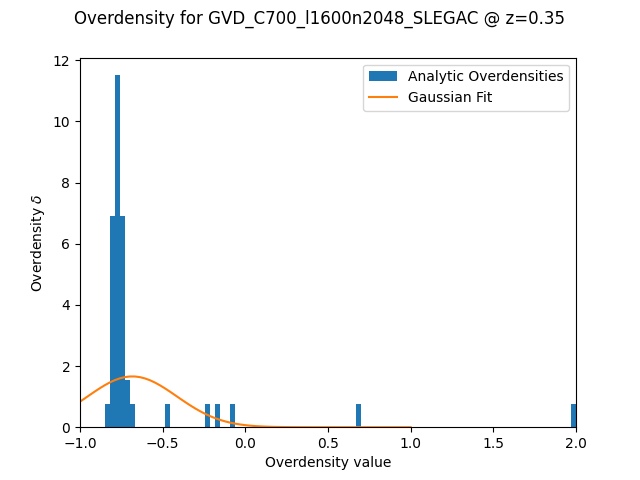 Overdensity for GVD_C700_l1600n2048_SLEGAC @ z=0.35
Analytic Overdensities
Gaussian Fit
12
10
8
6
4
2
0
Overdensity δ
−1.0 −0.5 0.0 0.5 1.0 1.5 2.0
Overdensity value